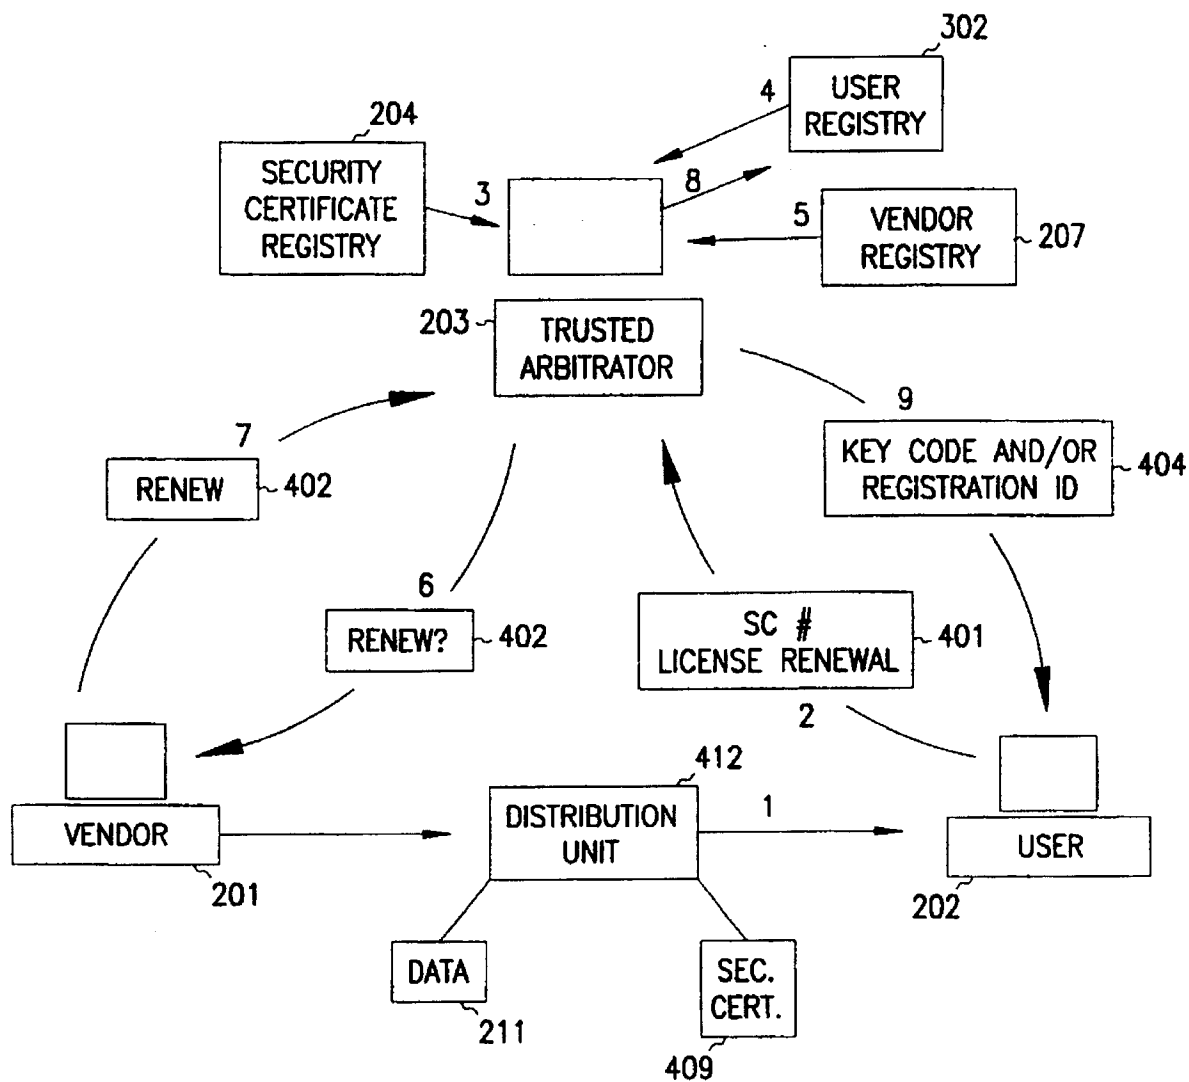 302
4
USER
REGISTRY
204
SECURITY
CERTIFICATE
REGISTRY
3
8
5
VENDOR
REGISTRY
207
203
TRUSTED
ARBITRATOR
7
RENEW
402
9
KEY CODE AND/OR
REGISTRATION ID
404
6
RENEW?
402
SC #
LICENSE RENEWAL
401
2
412
VENDOR
201
DISTRIBUTION
UNIT
1
USER
202
DATA
211
SEC.
CERT.
409